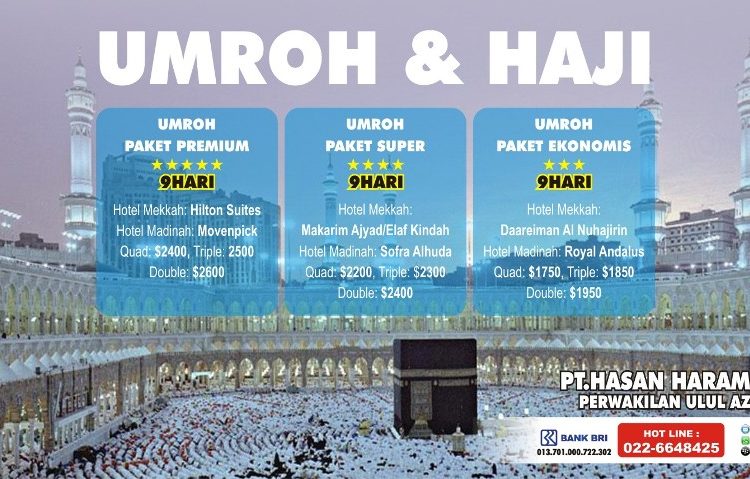 UMROH & HAJI
UMROH
PAKET PREMIUM
9HARI
Hotel Mekkah: Hilton Suites
Hotel Madinah: Movenpick
Quad: $2400, Triple: 2500
Double: $2600
UMROH
PAKET SUPER
9HARI
Hotel Mekkah:
Makarim Ajyad/Elaf Kindah
Hotel Madinah: Sofra Alhuda
Quad: $2200, Triple: $2300
Double: $2400
UMROH
PAKET EKONOMIS
9HARI
Hotel Mekkah:
Daareiman Al Nuhajirin
Hotel Madinah: Royal Andalus
Quad: $1750, Triple: $1850
Double: $1950
PT.HASAN HARAM
PERWAKILAN ULUL AZ
BANK BRI
013.701.000.722.302
HOT LINE :
022-6648425